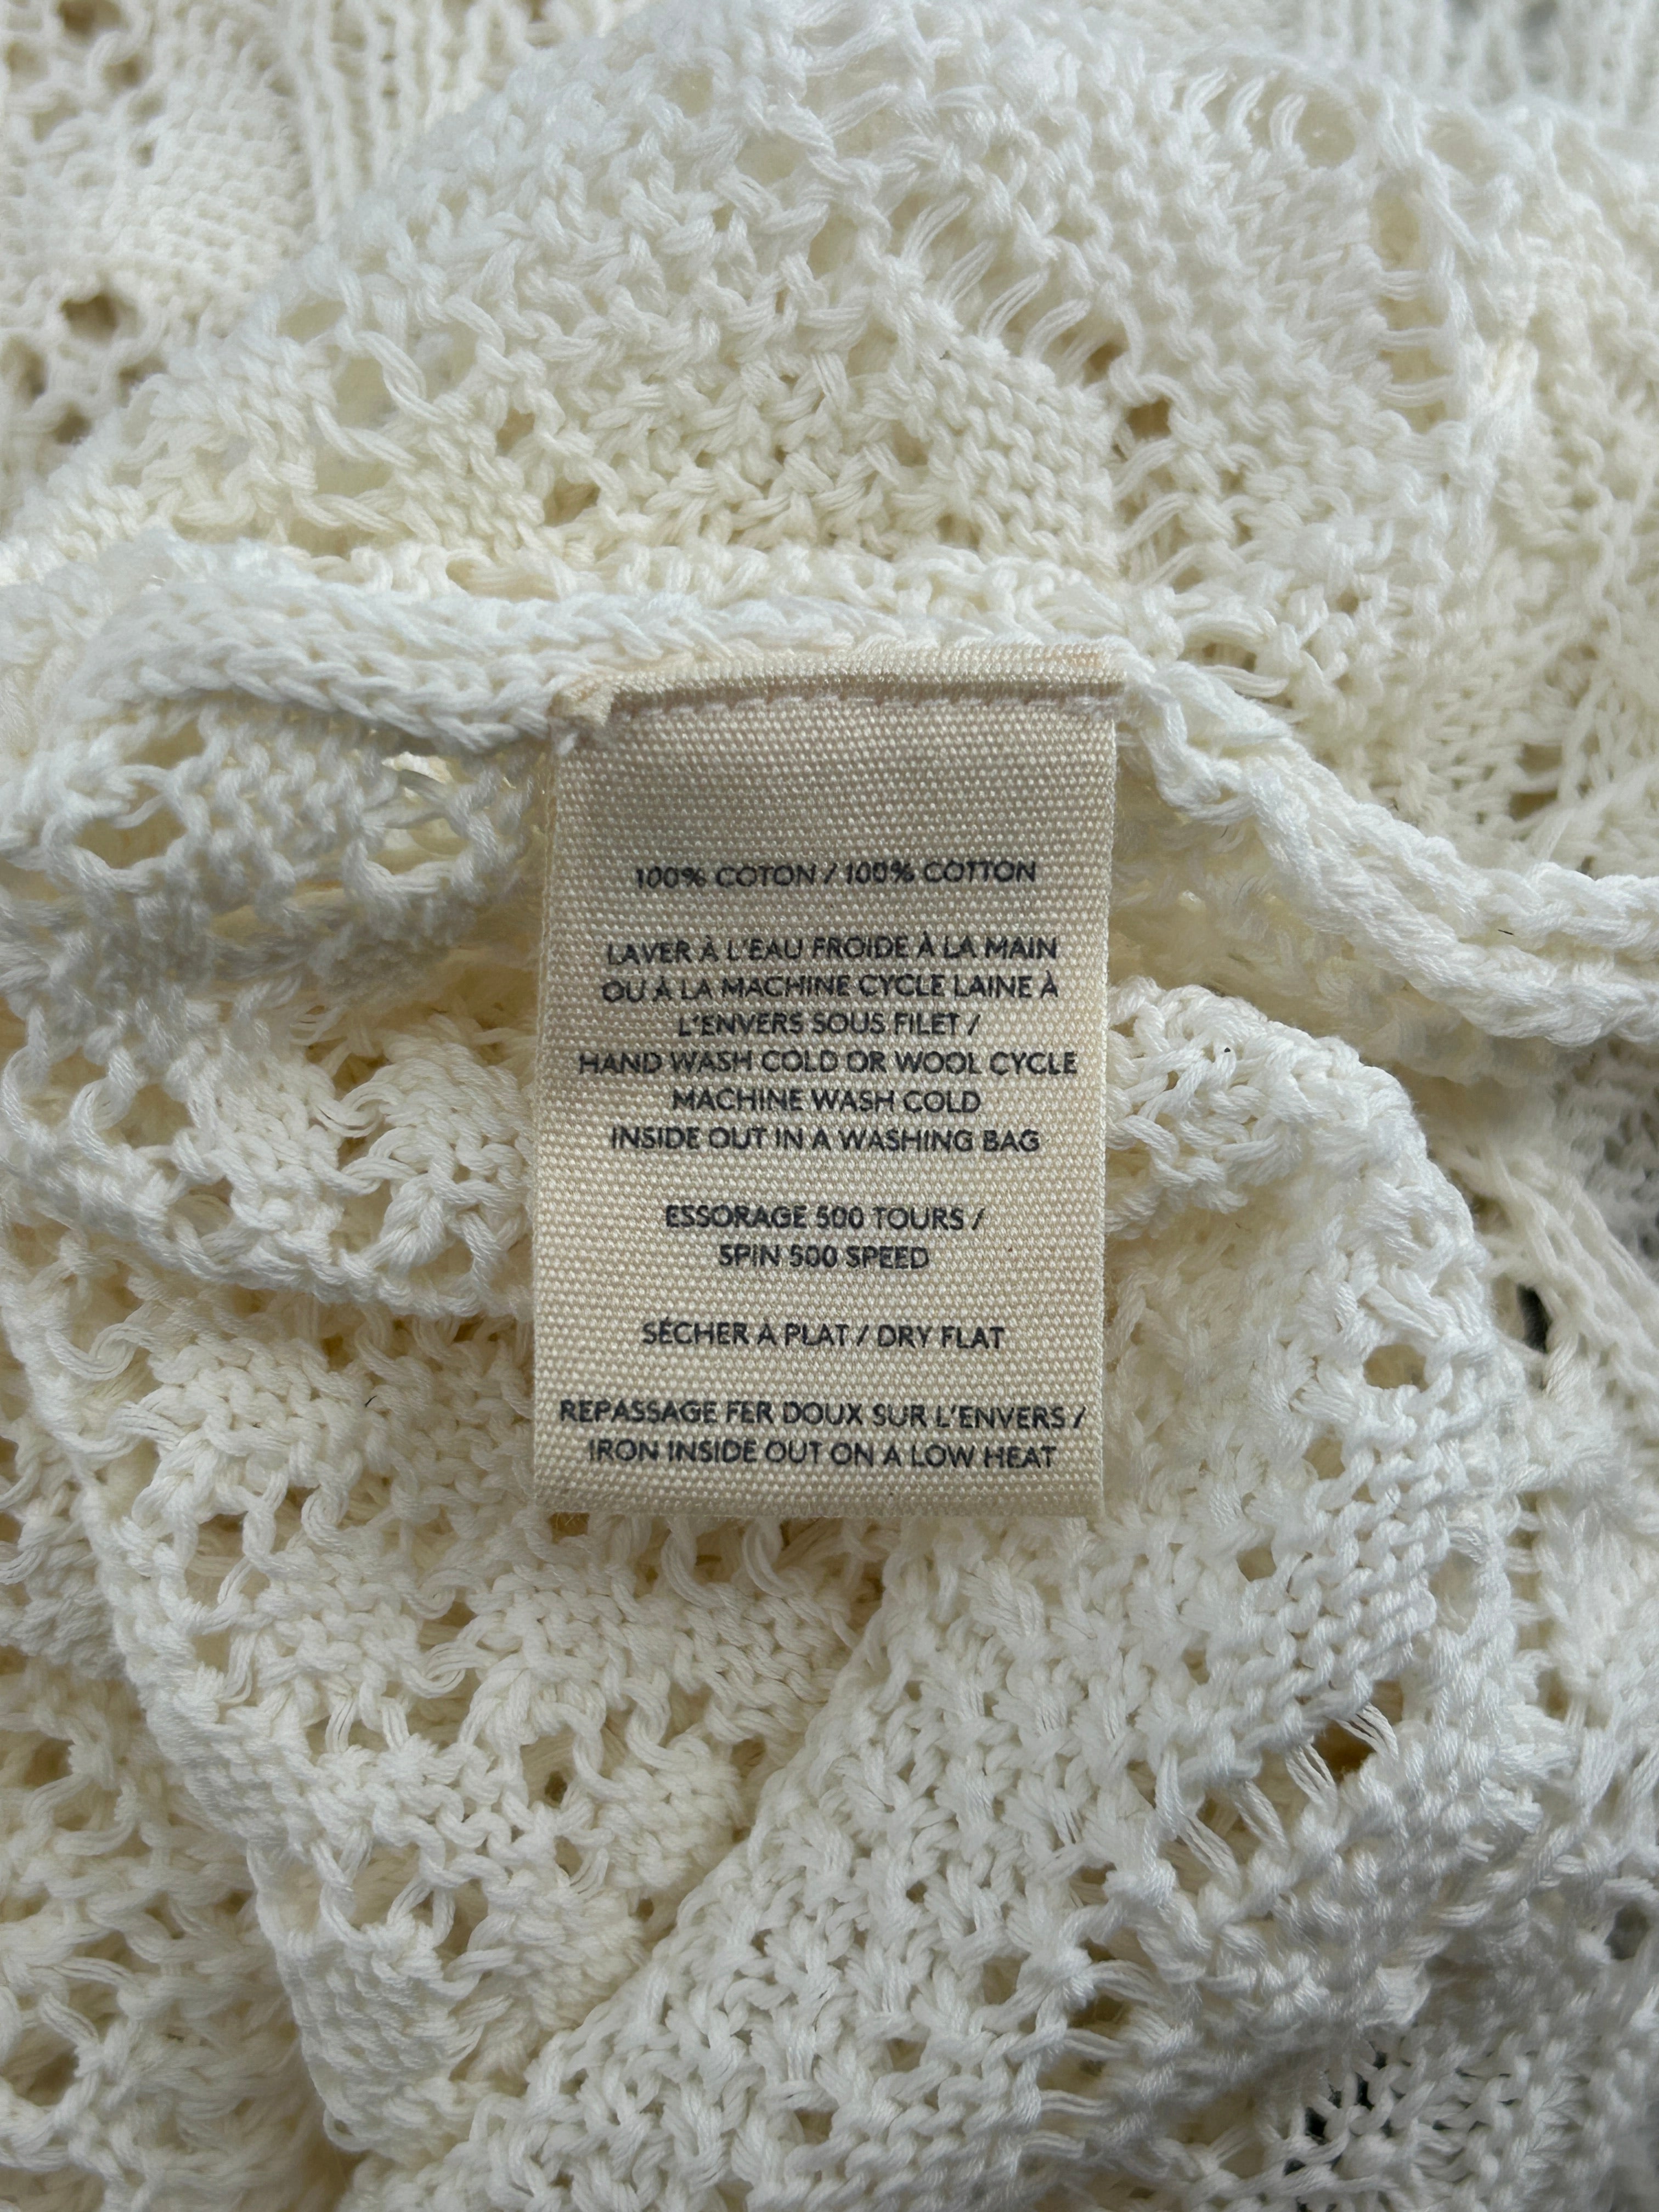 100% COTON / 100% COTTON
LAVER À L'EAU FROIDE À LA MAIN
OU À LA MACHINE CYCLE LAINE À
L'ENVERS SOUS FILET /
HAND WASH COLD OR WOOL CYCLE
MACHINE WASH COLD
INSIDE OUT IN A WASHING BAG
ESSORAGE 500 TOURS /
SPIN 500 SPEED
SÉCHER À PLAT / DRY FLAT
REPASSAGE FER DOUX SUR L'ENVERS /
IRON INSIDE OUT ON A LOW HEAT